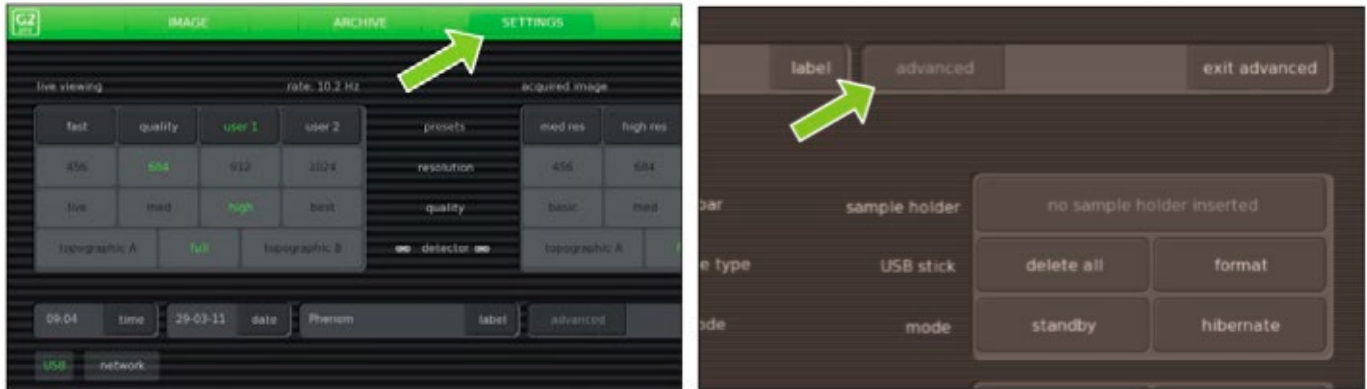 G2
IMAGE ARCHIVE SETTINGS
live viewing rate: 10.2 Hz acquired image
fast quality user 1 user 2 presets med res high res
456 684 912 1024 resolution 456 684
live med high best quality basic med
topographic A full topographic B detector topographic A
09:04 time 29-03-11 date Phenom label advanced
USB network
label advanced exit advanced
bar sample holder no sample holder inserted
e type USB stick delete all format
ode mode standby hibernate